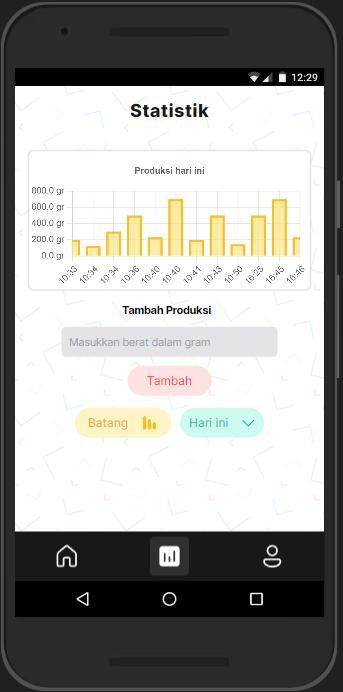 12:29
Statistik
Produksi hari ini
800.0 gr
600.0 gr
400.0 gr
200.0 gr
0.0 gr
10:33 10:34 10:34 10:36 10:40 10:40 10:41 10:43 10:50 16:25 16:45 16:46
Tambah Produksi
Masukkan berat dalam gram
Tambah
Batang Hari ini